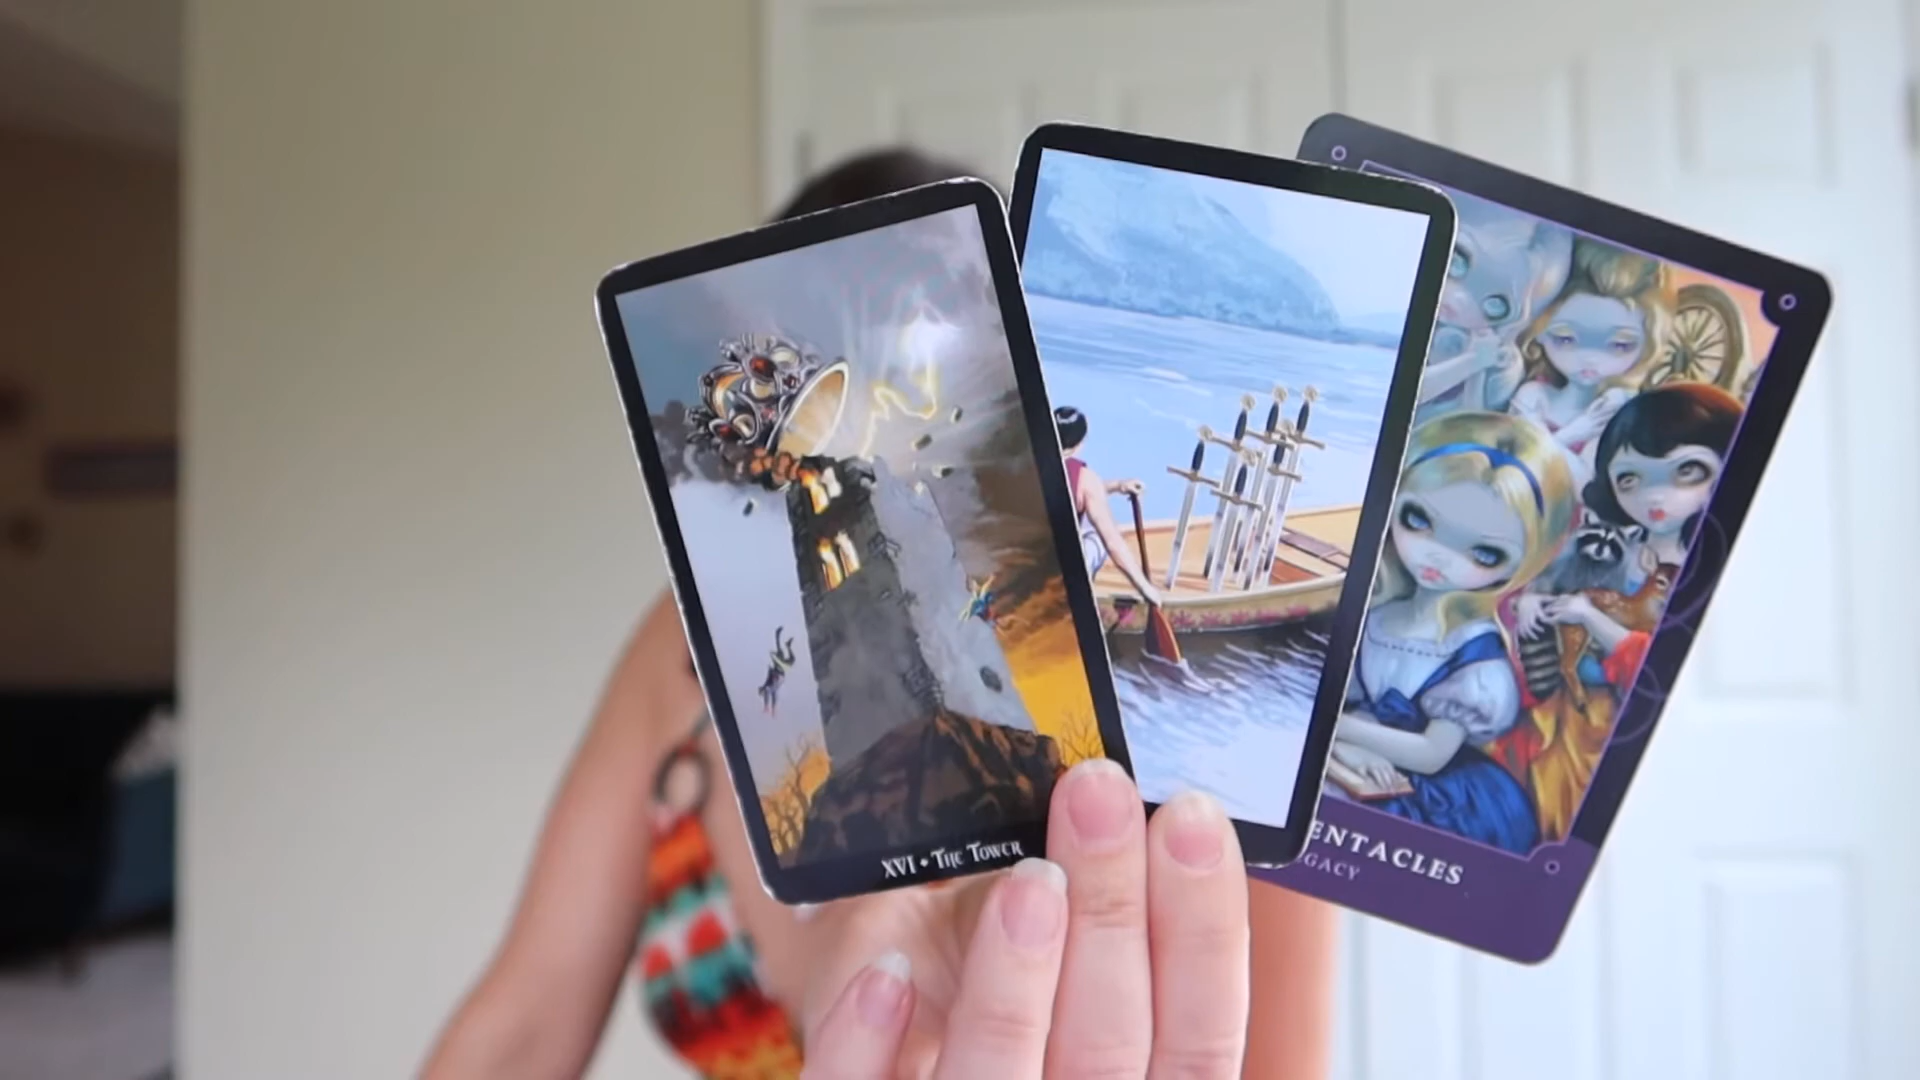 XVI • The Tower
ENTACLES
GACY